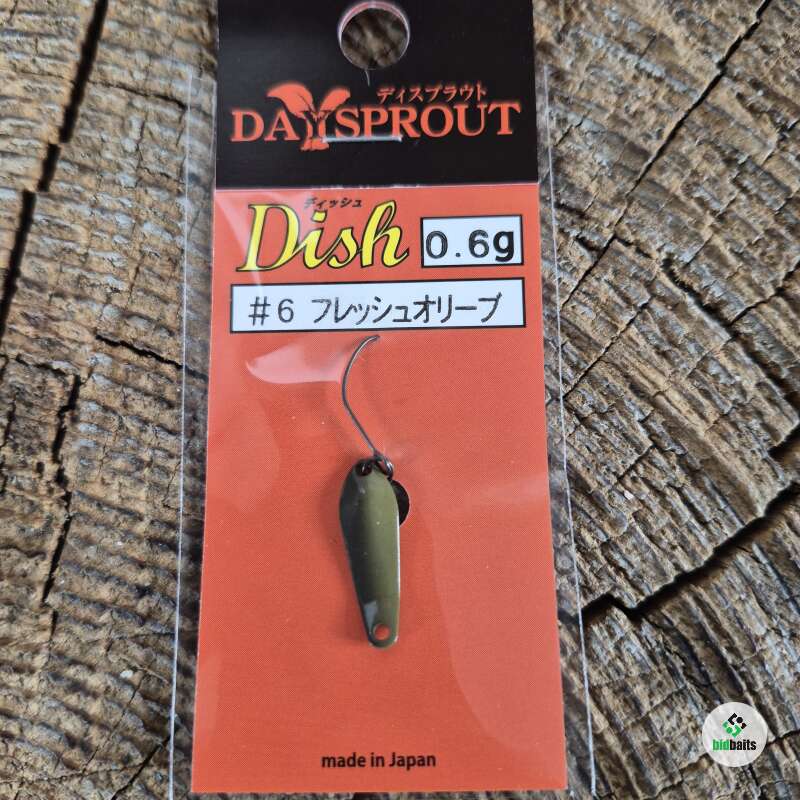 ディスプラウト
DAYSPROUT
ディッシュ
Dish 0.6g
#6 フレッシュオリーブ
made in Japan
bidbaits